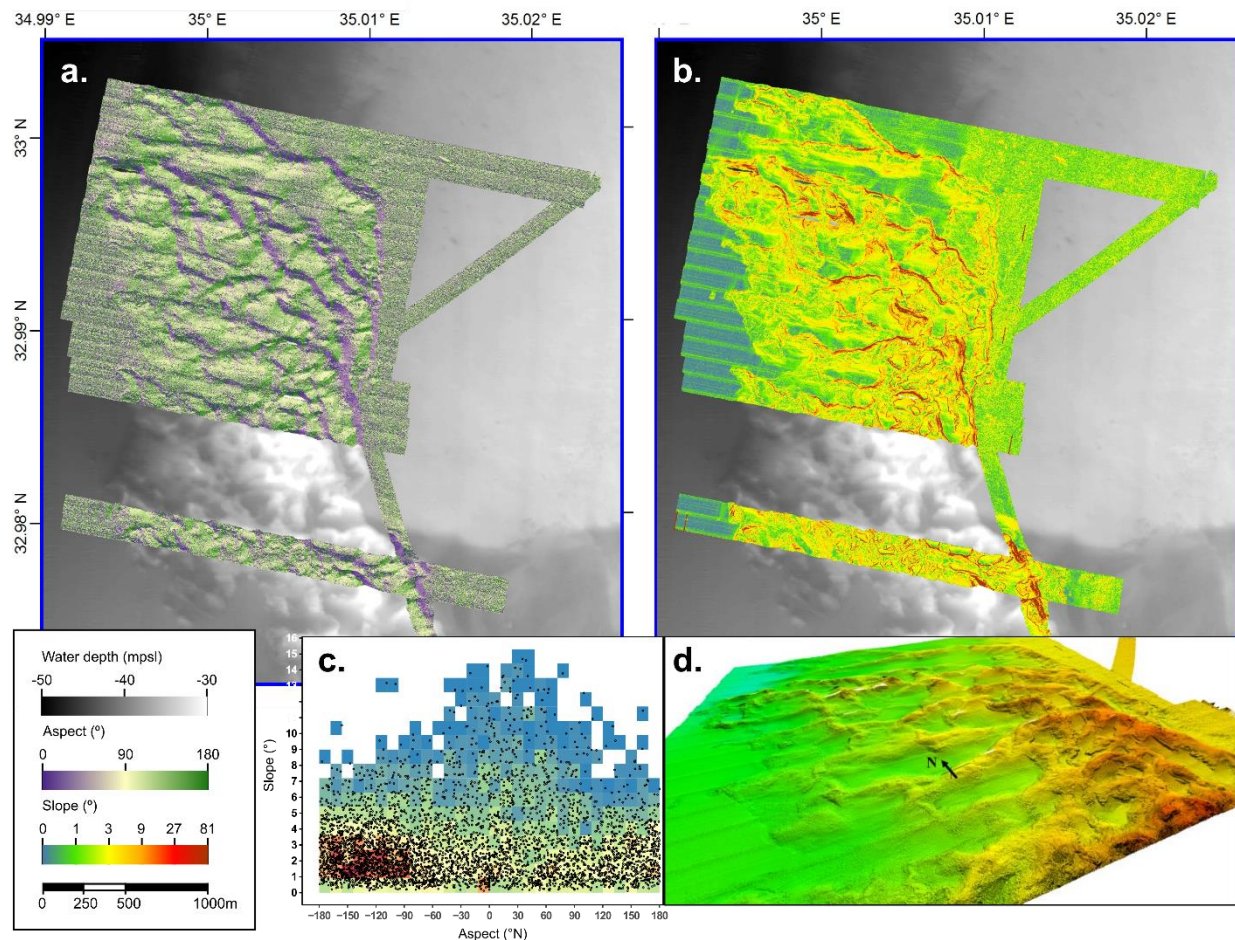 34.99° E 35° E 35.01° E 35.02° E 35° E 35.01° E 35.02° E
a. b.
33° N
32.99° N
32.98° N
Water depth (mpsl)
-50 -40 -30
Aspect (º)
0 90 180
Slope (º)
0 1 3 9 27 81
0 250 500 1000m
c.
16
15
14
13
10
9
8
7
6
5
4
3
2
1
0
Slope (°)
-180 -150 -120 -90 -60 -30 0 30 60 90 120 150 180
Aspect (°N)
d.
N